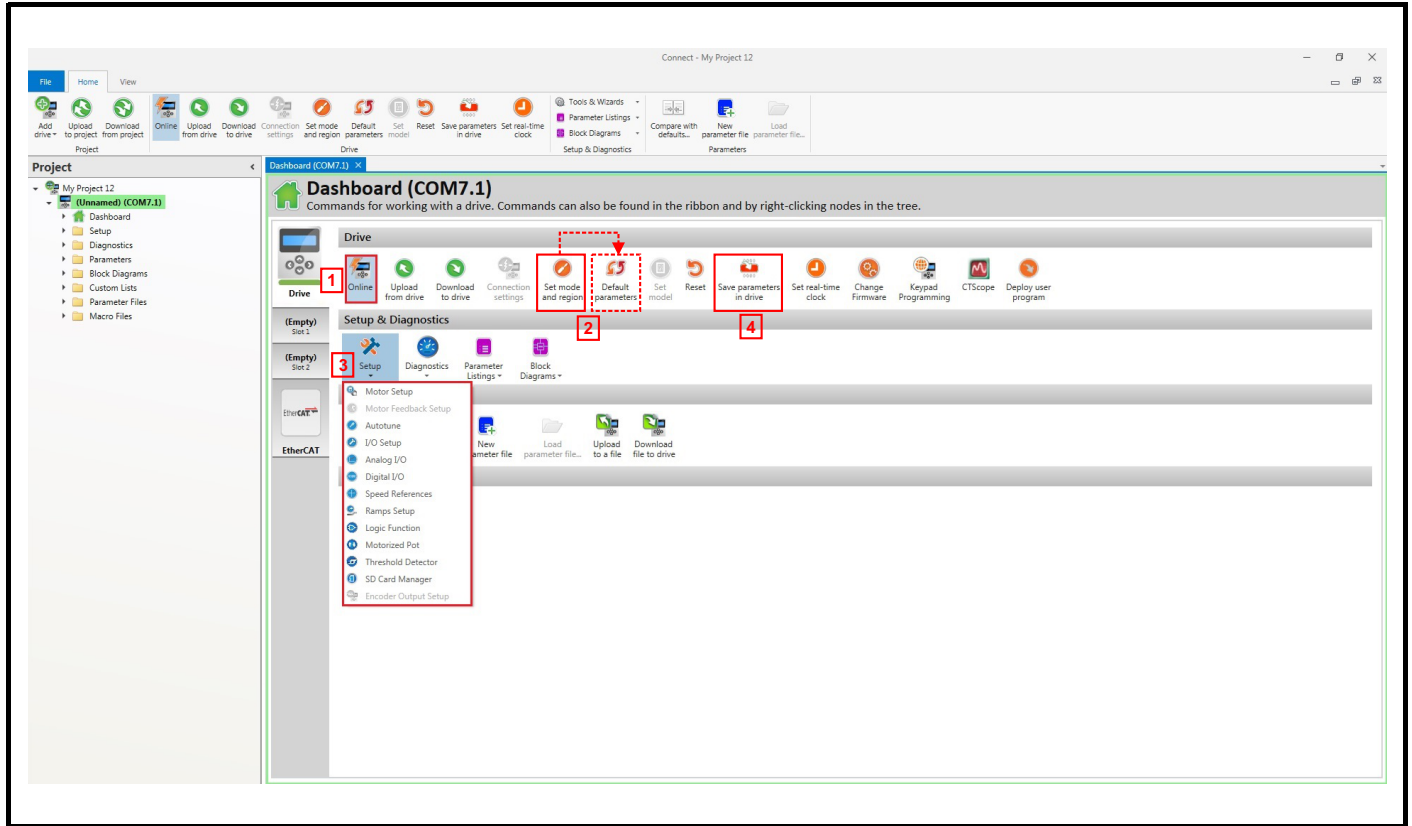 Connect - My Project 12
File Home View
Add drive
Upload to project
Download from project
Online
Upload from drive
Download to drive
Connection settings
Set mode and region
Default parameters
Set model
Reset
Save parameters in drive
Set real-time clock
Tools & Wizards
Parameter Listings
Block Diagrams
Compare with defaults...
New parameter file
Load parameter file...
Project
Drive
Setup & Diagnostics
Parameters
Project
My Project 12
(Unnamed) (COM7.1)
Dashboard
Setup
Diagnostics
Parameters
Block Diagrams
Custom Lists
Parameter Files
Macro Files
Dashboard (COM7.1)
Dashboard (COM7.1)
Commands for working with a drive. Commands can also be found in the ribbon and by right-clicking nodes in the tree.
Drive
(Empty)
Slot 1
(Empty)
Slot 2
EtherCAT
EtherCAT
Drive
1
Online
Upload from drive
Download to drive
Connection settings
Set mode and region
Default parameters
Set model
Reset
Save parameters in drive
Set real-time clock
Change Firmware
Keypad Programming
CTScope
Deploy user program
2
4
Setup & Diagnostics
3
Setup
Diagnostics
Parameter Listings
Block Diagrams
Motor Setup
Motor Feedback Setup
Autotune
I/O Setup
Analog I/O
Digital I/O
Speed References
Ramps Setup
Logic Function
Motorized Pot
Threshold Detector
SD Card Manager
Encoder Output Setup
New
ameter file
Load parameter file...
Upload to a file
Download file to drive